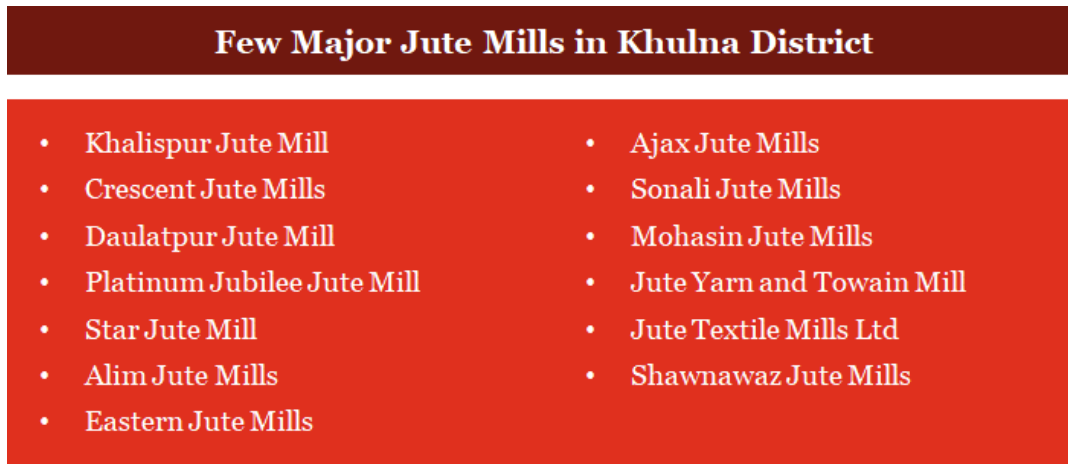 Few Major Jute Mills in Khulna District
• Khalispur Jute Mill
• Crescent Jute Mills
• Daulatpur Jute Mill
• Platinum Jubilee Jute Mill
• Star Jute Mill
• Alim Jute Mills
• Eastern Jute Mills
• Ajax Jute Mills
• Sonali Jute Mills
• Mohasin Jute Mills
• Jute Yarn and Towain Mill
• Jute Textile Mills Ltd
• Shawnawaz Jute Mills